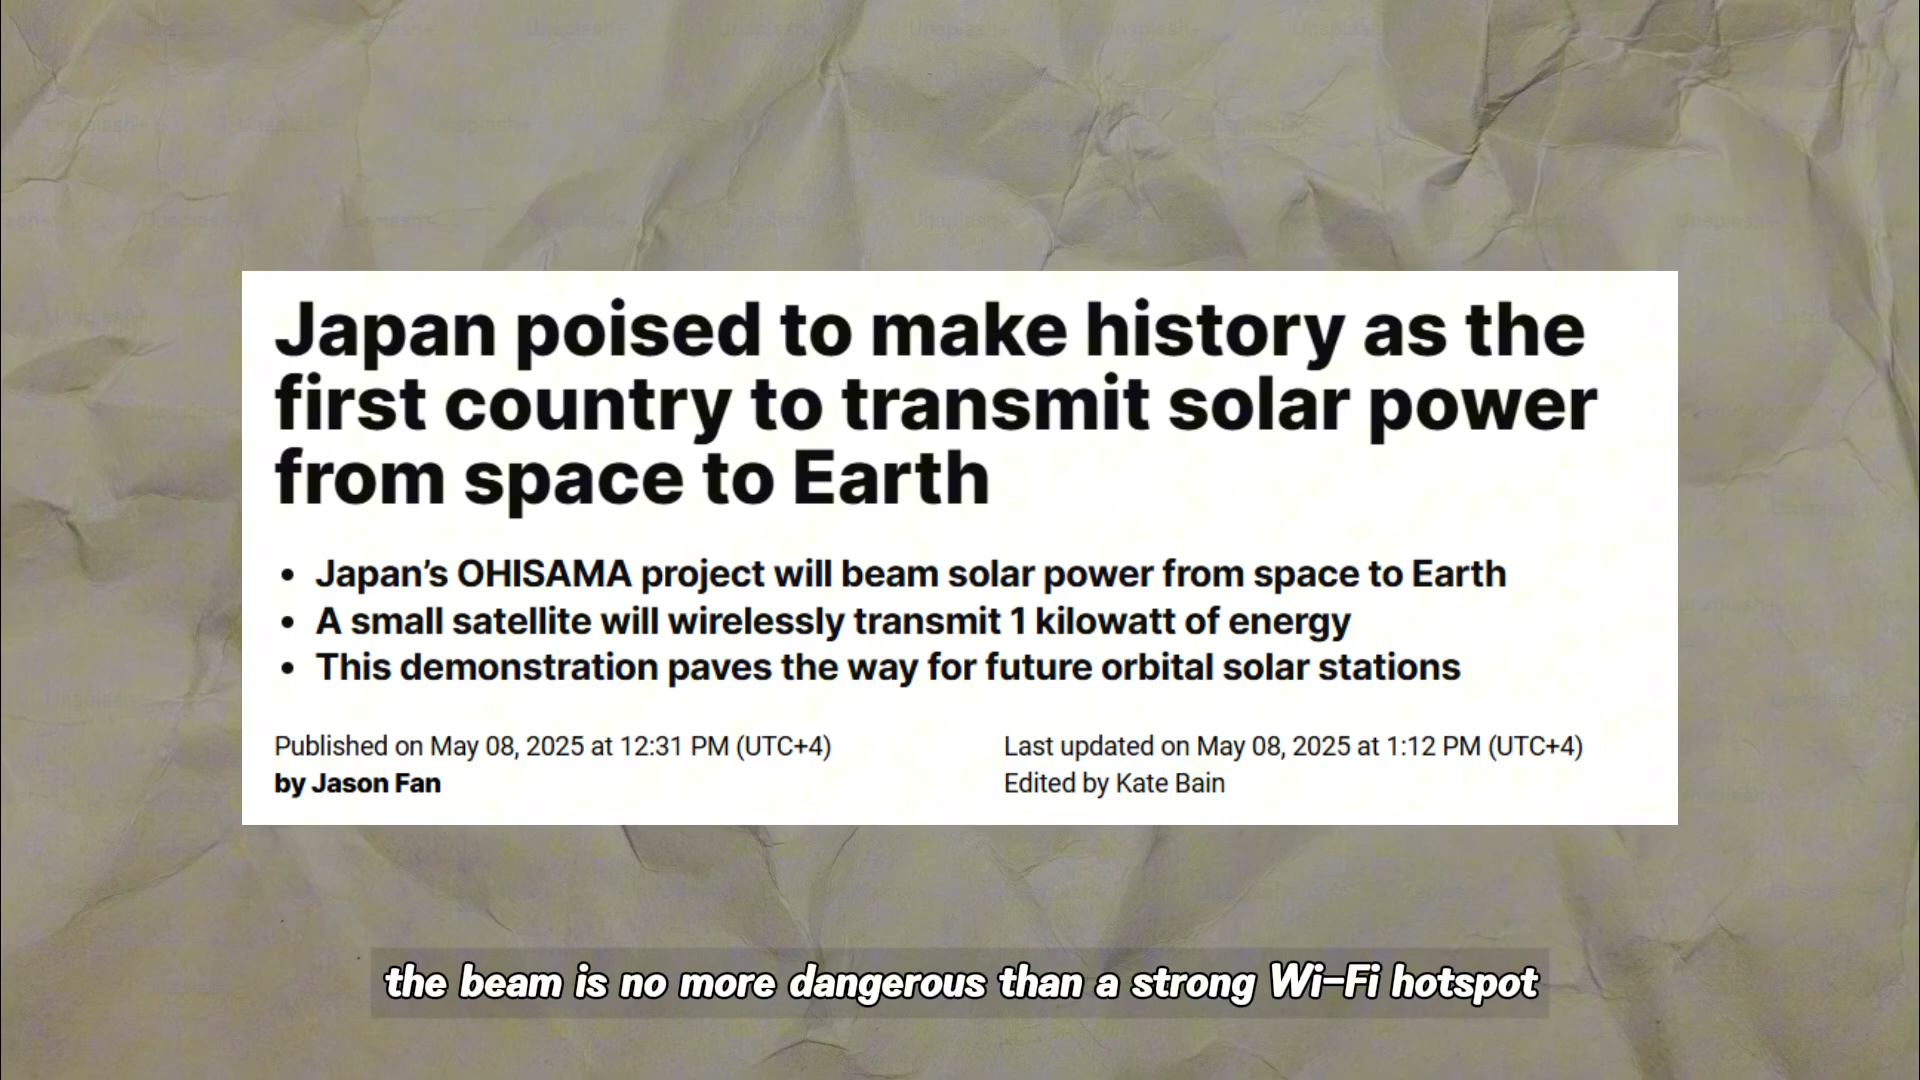 Japan poised to make history as the
first country to transmit solar power
from space to Earth
• Japan’s OHISAMA project will beam solar power from space to Earth
• A small satellite will wirelessly transmit 1 kilowatt of energy
• This demonstration paves the way for future orbital solar stations
Published on May 08, 2025 at 12:31 PM (UTC+4)
by Jason Fan
Last updated on May 08, 2025 at 1:12 PM (UTC+4)
Edited by Kate Bain
the beam is no more dangerous than a strong Wi-Fi hotspot